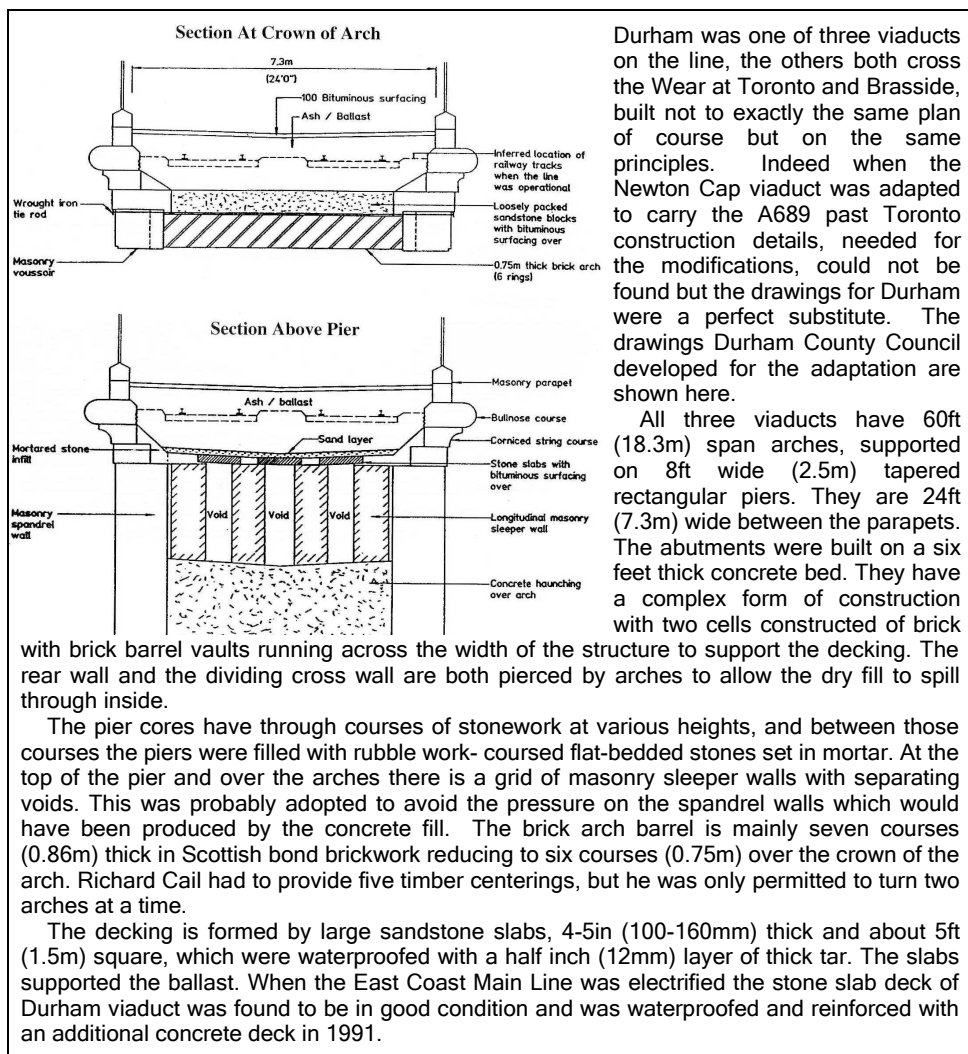 Section At Crown of Arch
7.3m
(24'0")
100 Bituminous surfacing
Ash / Ballast
Inferred location of
railway tracks
when the line
was operational
Wrought iron
tie rod
Loosely packed
sandstone blocks
with bituminous
surfacing over
Masonry
voussoir
0.75m thick brick arch
(6 rings)
Section Above Pier
Masonry parapet
Ash / ballast
Bullnose course
Sand layer
Corniced string course
Mortared stone
infill
Stone slabs with
bituminous surfacing
over
Masonry
spandrel
wall
Void
Void
Void
Longitudinal masonry
sleeper wall
Concrete haunching
over arch
Durham was one of three viaducts
on the line, the others both cross
the Wear at Toronto and Brasside,
built not to exactly the same plan
of course but on the same
principles. Indeed when the
Newton Cap viaduct was adapted
to carry the A689 past Toronto
construction details, needed for
the modifications, could not be
found but the drawings for Durham
were a perfect substitute. The
drawings Durham County Council
developed for the adaptation are
shown here.
All three viaducts have 60ft
(18.3m) span arches, supported
on 8ft wide (2.5m) tapered
rectangular piers. They are 24ft
(7.3m) wide between the parapets.
The abutments were built on a six
feet thick concrete bed. They have
a complex form of construction
with two cells constructed of brick
with brick barrel vaults running across the width of the structure to support the decking. The
rear wall and the dividing cross wall are both pierced by arches to allow the dry fill to spill
through inside.
The pier cores have through courses of stonework at various heights, and between those
courses the piers were filled with rubble work- coursed flat-bedded stones set in mortar. At the
top of the pier and over the arches there is a grid of masonry sleeper walls with separating
voids. This was probably adopted to avoid the pressure on the spandrel walls which would
have been produced by the concrete fill. The brick arch barrel is mainly seven courses
(0.86m) thick in Scottish bond brickwork reducing to six courses (0.75m) over the crown of the
arch. Richard Cail had to provide five timber centerings, but he was only permitted to turn two
arches at a time.
The decking is formed by large sandstone slabs, 4-5in (100-160mm) thick and about 5ft
(1.5m) square, which were waterproofed with a half inch (12mm) layer of thick tar. The slabs
supported the ballast. When the East Coast Main Line was electrified the stone slab deck of
Durham viaduct was found to be in good condition and was waterproofed and reinforced with
an additional concrete deck in 1991.